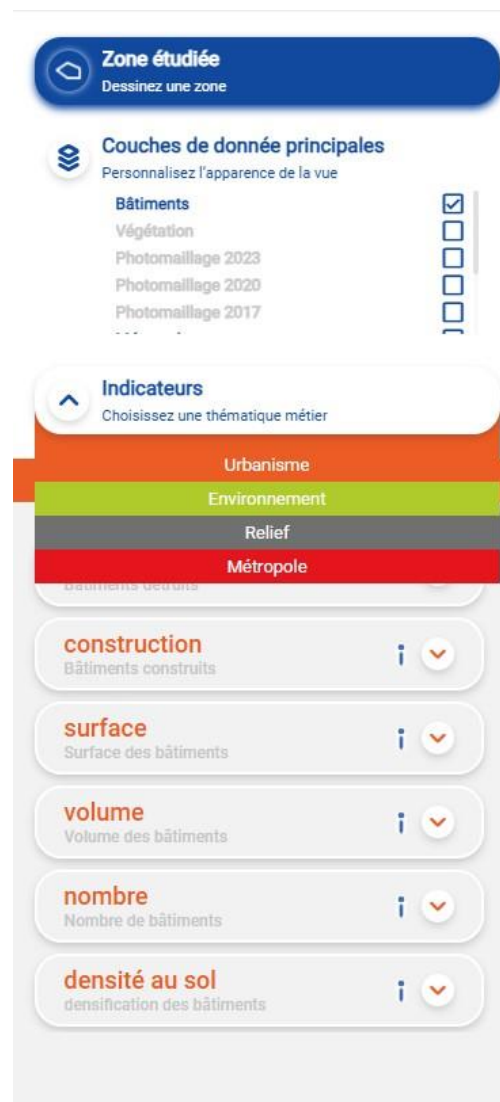 Zone étudiée
Dessinez une zone
Couches de donnée principales
Personnalisez l'apparence de la vue
Bâtiments
Végétation
Photomaillage 2023
Photomaillage 2020
Photomaillage 2017
Indicateurs
Choisissez une thématique métier
Urbanisme
Environnement
Relief
Métropole
Bâtiments détruits
construction
Bâtiments construits
surface
Surface des bâtiments
volume
Volume des bâtiments
nombre
Nombre de bâtiments
densité au sol
densification des bâtiments